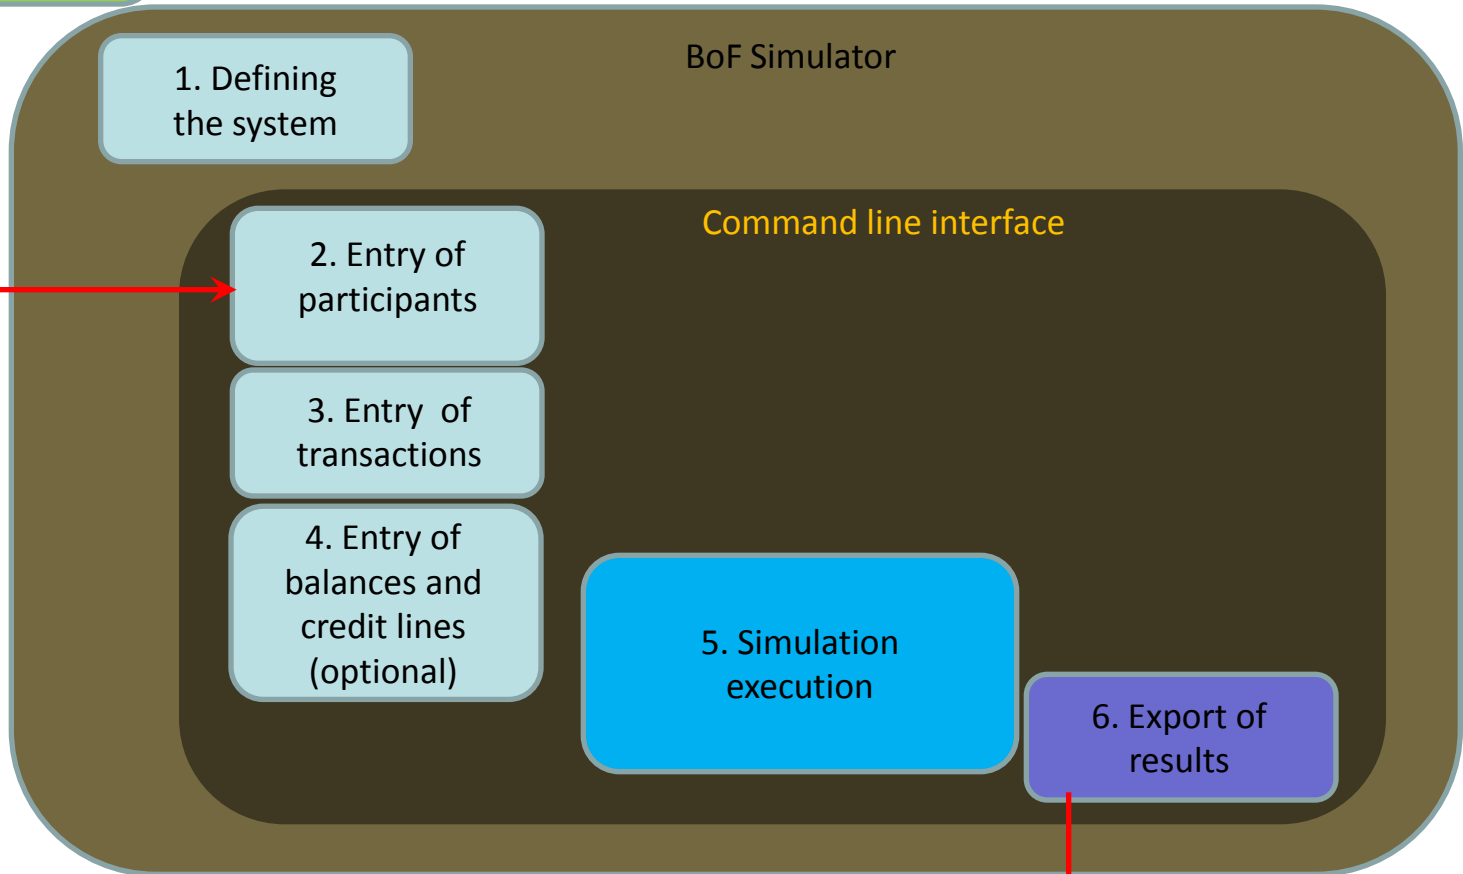 BoF Simulator
1. Defining
the system
Command line interface
2. Entry of
participants
3. Entry  of
transactions
4. Entry of
balances and
credit lines
(optional)
5. Simulation
execution
6. Export of
results